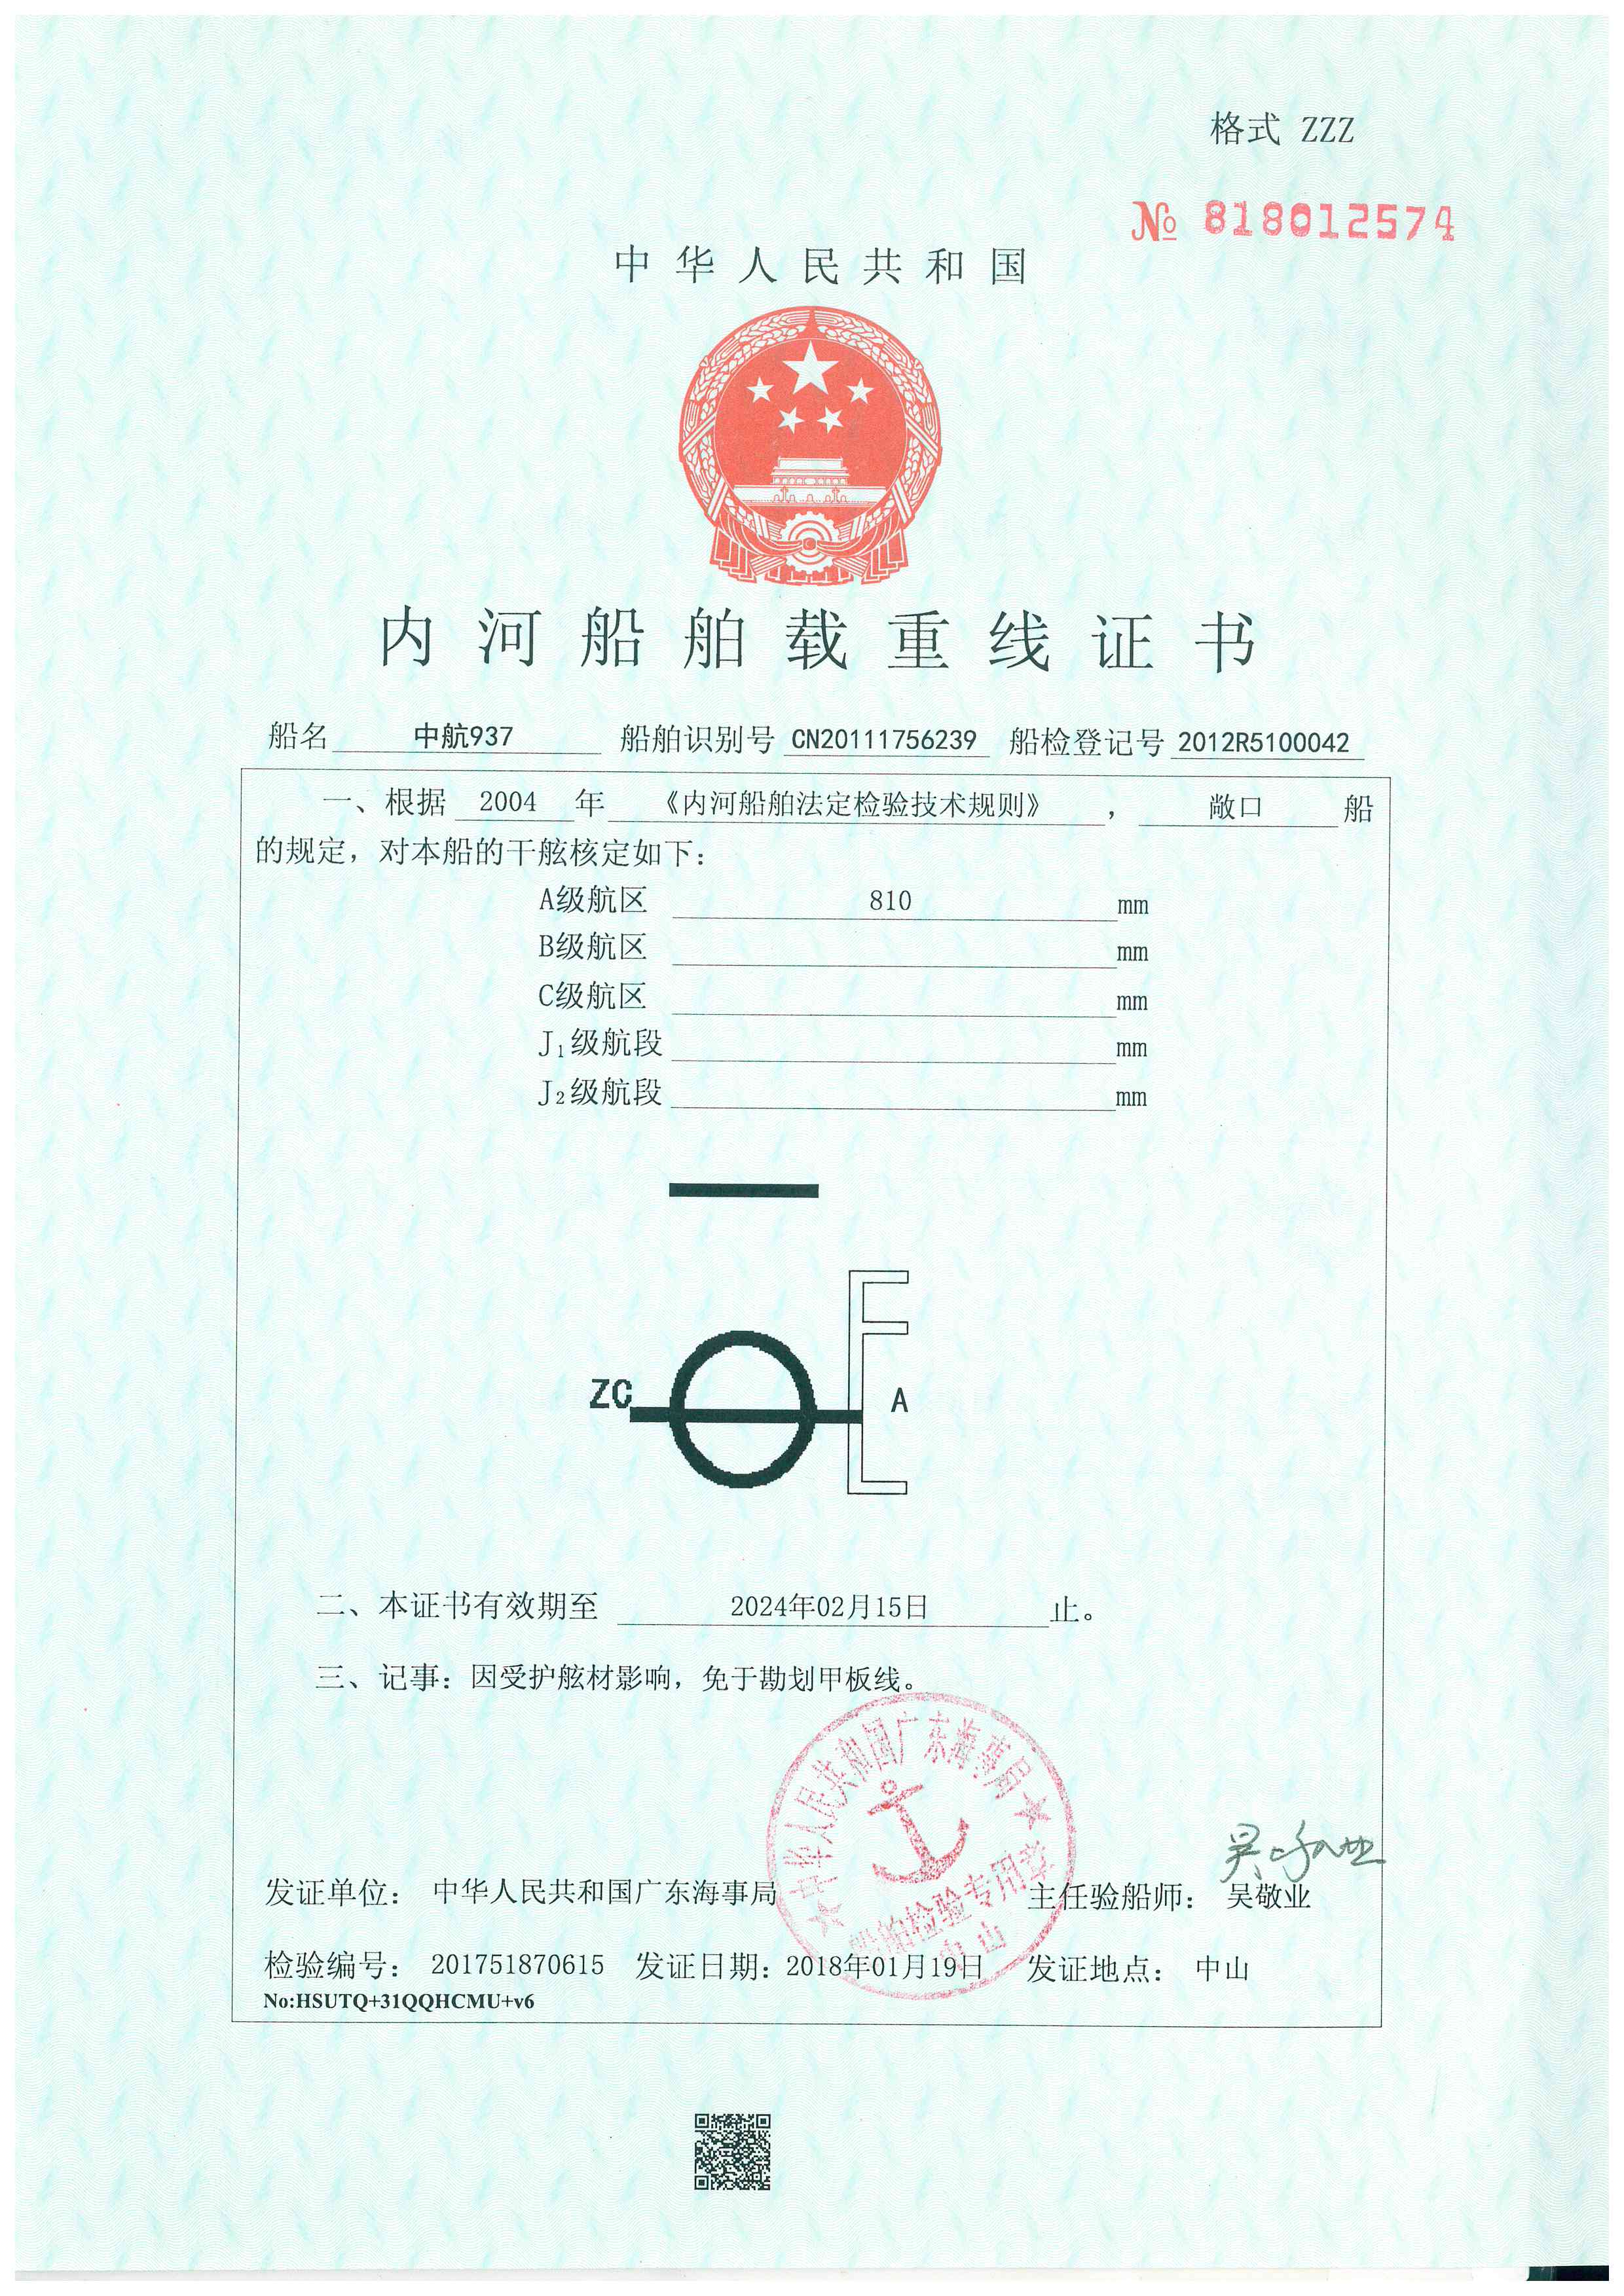 格式 ZZZ
№ 818012574
中华人民共和国
内河船舶载重线证书
船名 中航937 船舶识别号 CN20111756239 船检登记号 2012R5100042
一、根据 2004 年 《内河船舶法定检验技术规则》 , 敞口 船
的规定，对本船的干舷核定如下：
A级航区 810 mm
B级航区 mm
C级航区 mm
J₁级航段 mm
J₂级航段 mm
F
ZC A
L
二、本证书有效期至 2024年02月15日 止。
三、记事：因受护舷材影响，免于勘划甲板线。
中华人民共和国广东海事局
船舶检验专用章
中山
发证单位： 中华人民共和国广东海事局 主任验船师： 吴敬业
检验编号： 201751870615 发证日期：2018年01月19日 发证地点： 中山
No:HSUTQ+31QQHCMU+v6